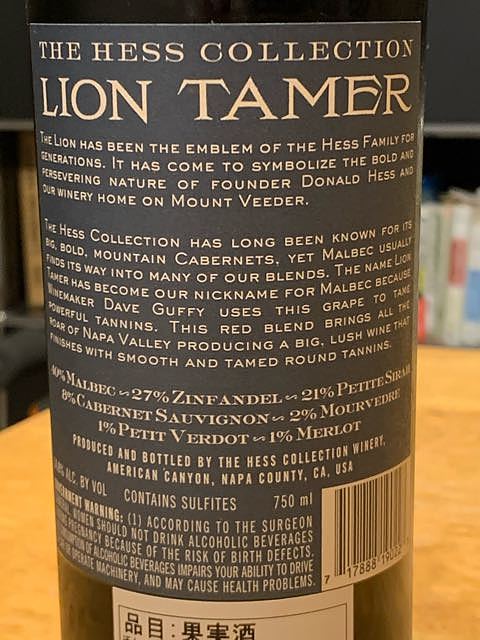 THE HESS COLLECTION
LION TAMER
THE LION HAS BEEN THE EMBLEM OF THE HESS FAMILY FOR
GENERATIONS. IT HAS COME TO SYMBOLIZE THE BOLD AND
PERSEVERING NATURE OF FOUNDER DONALD HESS AND
OUR WINERY HOME ON MOUNT VEEDER.
THE HESS COLLECTION HAS LONG BEEN KNOWN FOR ITS
BIG, BOLD, MOUNTAIN CABERNETS, YET MALBEC USUALLY
FINDS ITS WAY INTO MANY OF OUR BLENDS. THE NAME LION
TAMER HAS BECOME OUR NICKNAME FOR MALBEC BECAUSE
WINEMAKER DAVE GUFFY USES THIS GRAPE TO TAME
POWERFUL TANNINS. THIS RED BLEND BRINGS ALL THE
ROAR OF NAPA VALLEY PRODUCING A BIG, LUSH WINE THAT
FINISHES WITH SMOOTH AND TAMED ROUND TANNINS.
40% MALBEC ~ 27% ZINFANDEL ~ 21% PETITE SIRAH
8% CABERNET SAUVIGNON ~ 2% MOURVEDRE
1% PETIT VERDOT ~ 1% MERLOT
PRODUCED AND BOTTLED BY THE HESS COLLECTION WINERY,
AMERICAN CANYON, NAPA COUNTY, CA, USA
ALC. BY VOL CONTAINS SULFITES 750 ml
WARNING: (1) ACCORDING TO THE SURGEON
WOMEN SHOULD NOT DRINK ALCOHOLIC BEVERAGES
PREGNANCY BECAUSE OF THE RISK OF BIRTH DEFECTS.
OF ALCOHOLIC BEVERAGES IMPAIRS YOUR ABILITY TO DRIVE
OR OPERATE MACHINERY, AND MAY CAUSE HEALTH PROBLEMS.
7 17888
品目:果実酒